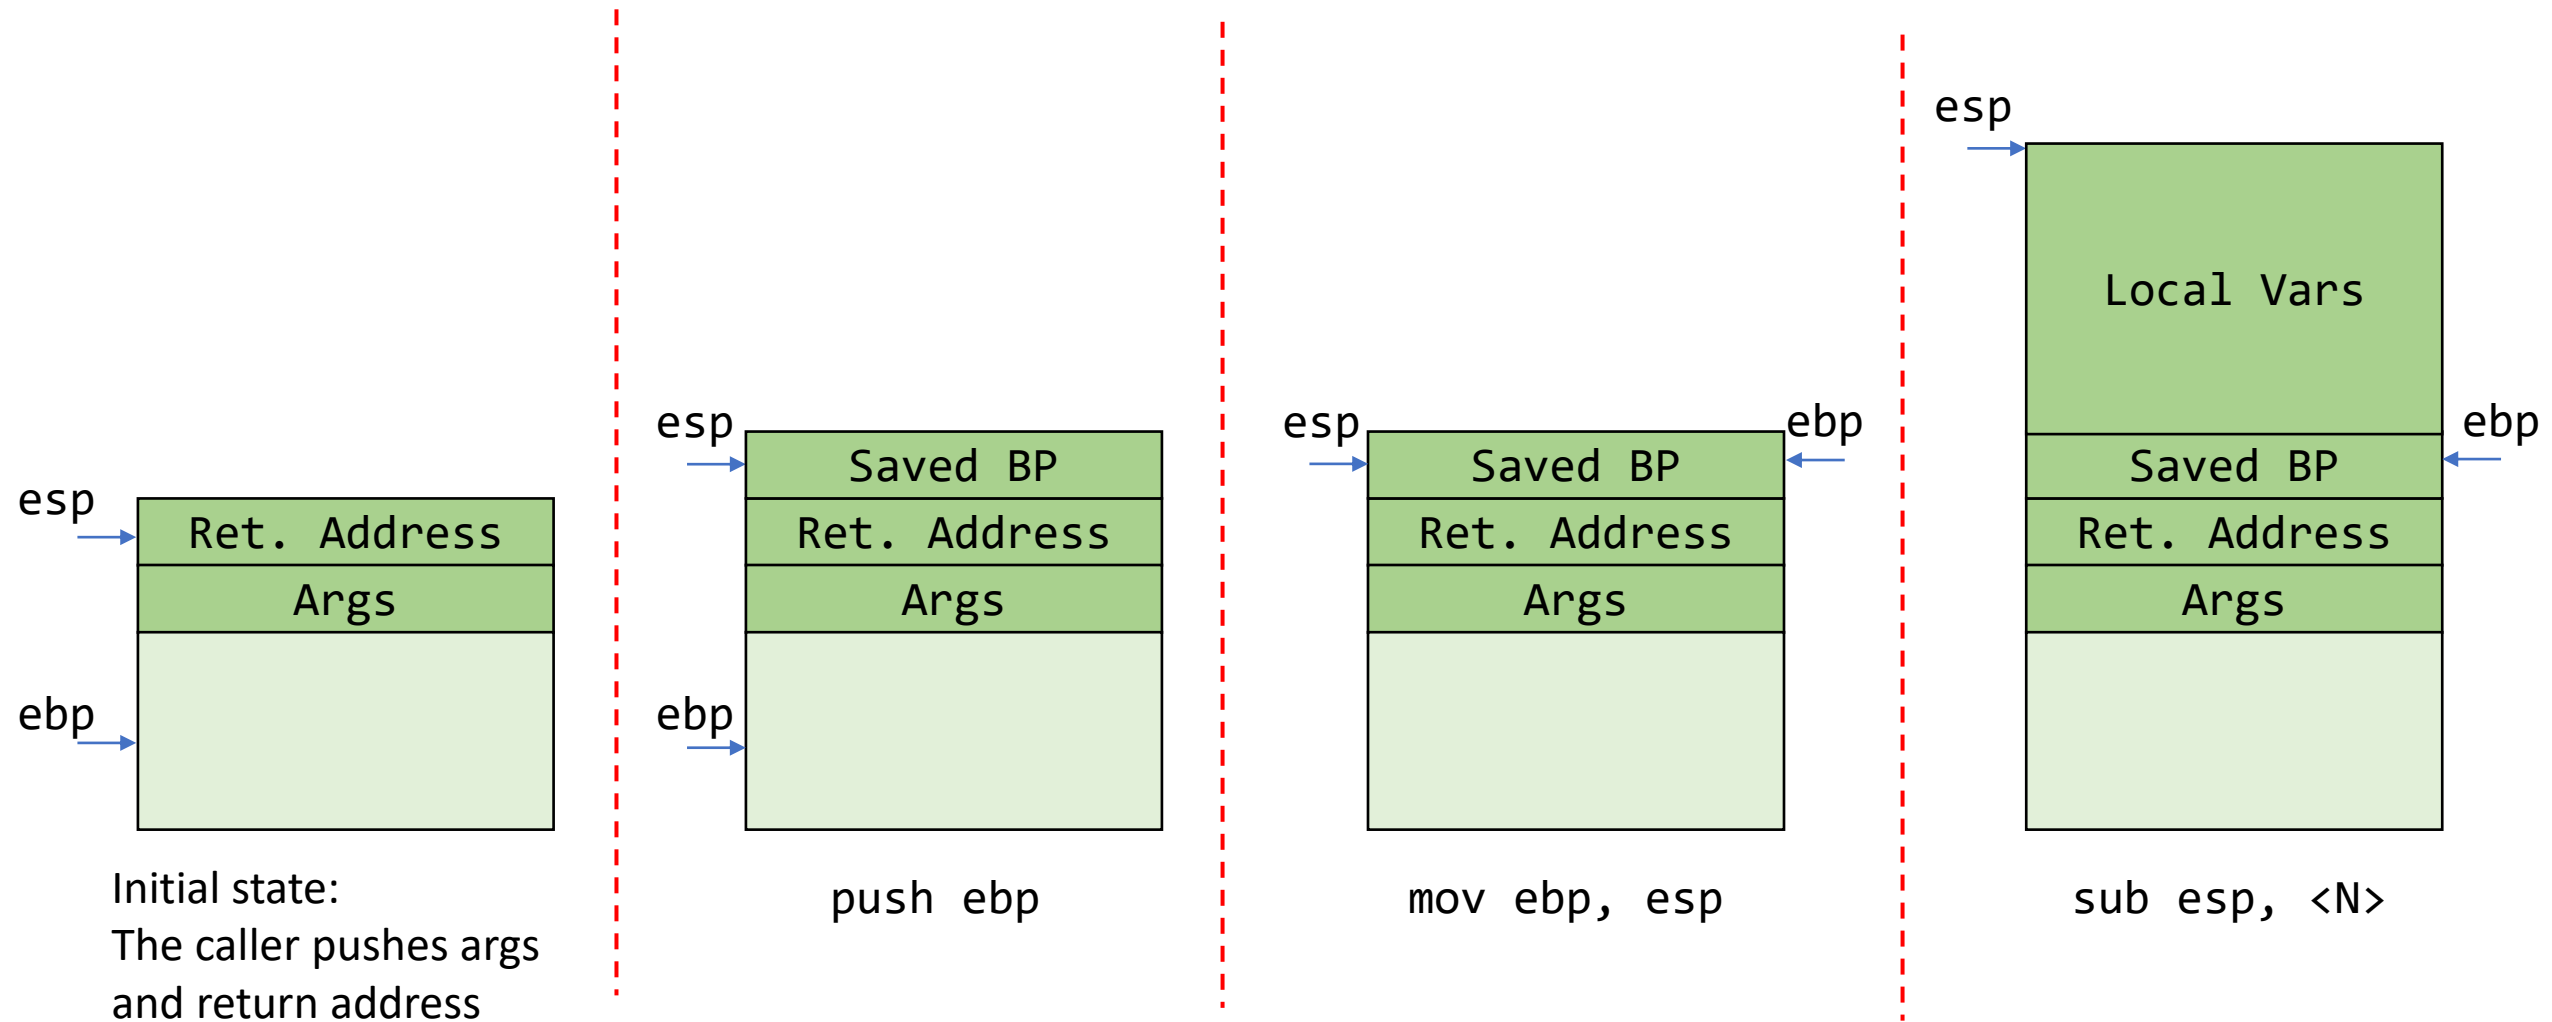 esp
Ret. Address
Args
ebp
Initial state:
The caller pushes args
and return address
esp
Saved BP
Ret. Address
Args
ebp
push ebp
esp
ebp
Saved BP
Ret. Address
Args
mov ebp, esp
esp
Local Vars
ebp
Saved BP
Ret. Address
Args
sub esp, <N>